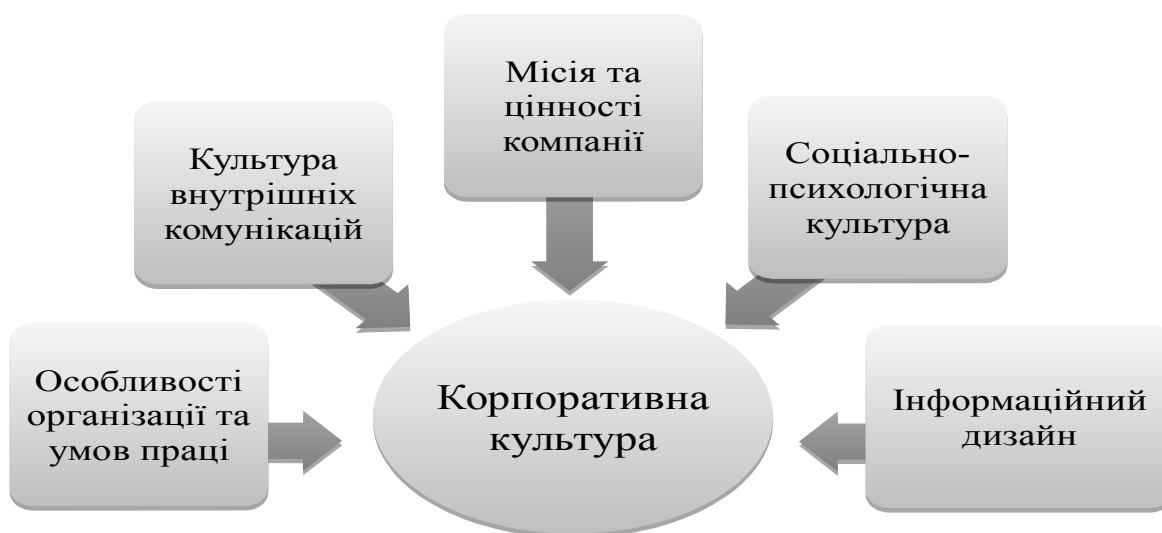 Місія та
цінності
компанії
Культура
внутрішніх
комунікацій
Соціально-
психологічна
культура
Особливості
організації та
умов праці
Корпоративна
культура
Інформаційний
дизайн